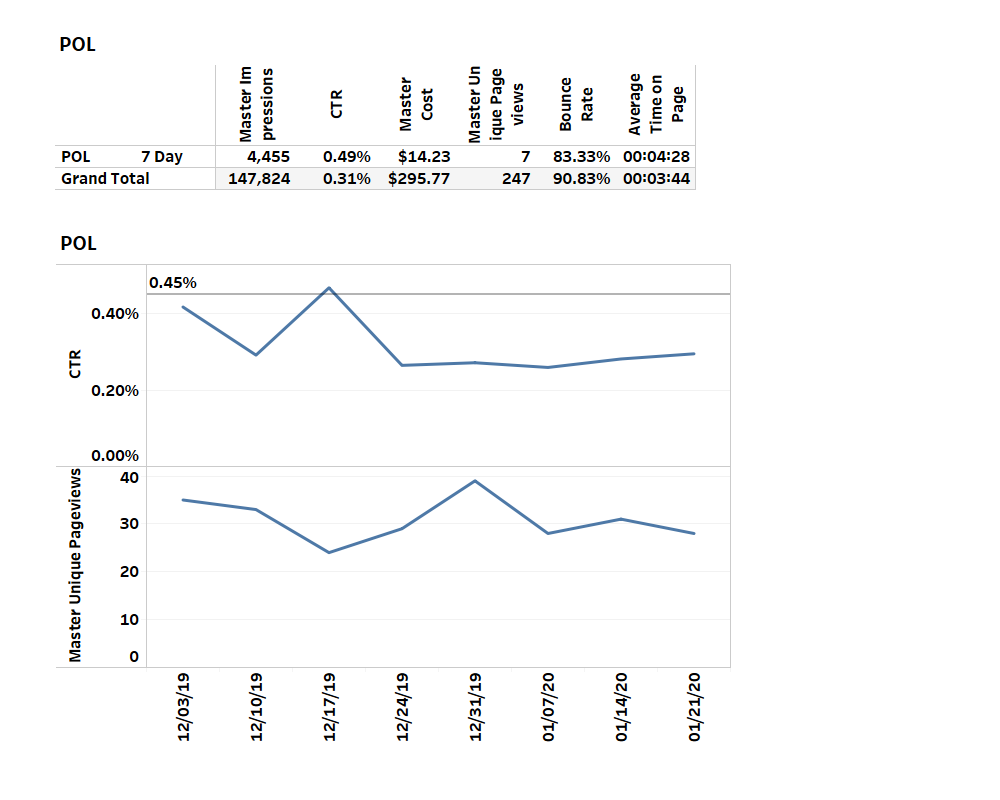 POL
Master Im
pressions
CTR
Master
Cost
Master Un
ique Page
views
Bounce
Rate
Average
Time on
Page
POL 7 Day 4,455 0.49% $14.23 7 83.33% 00:04:28
Grand Total 147,824 0.31% $295.77 247 90.83% 00:03:44
POL
0.45%
0.40%
0.20%
0.00%
CTR
40
30
20
10
0
Master Unique Pageviews
12/03/19
12/10/19
12/17/19
12/24/19
12/31/19
01/07/20
01/14/20
01/21/20